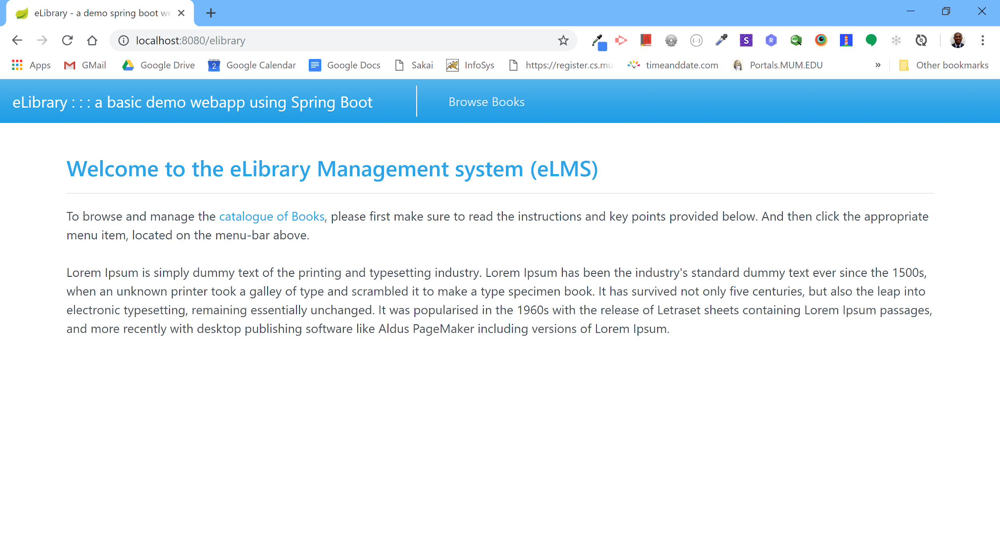 eLibrary - a demo spring boot we
localhost:8080/elibrary
Apps GMail Google Drive 2 Google Calendar Google Docs Sakai InfoSys https://register.cs.mu timeanddate.com Portals.MUM.EDU » Other bookmarks
eLibrary : : : a basic demo webapp using Spring Boot Browse Books
Welcome to the eLibrary Management system (eLMS)
To browse and manage the catalogue of Books, please first make sure to read the instructions and key points provided below. And then click the appropriate
menu item, located on the menu-bar above.
Lorem Ipsum is simply dummy text of the printing and typesetting industry. Lorem Ipsum has been the industry's standard dummy text ever since the 1500s,
when an unknown printer took a galley of type and scrambled it to make a type specimen book. It has survived not only five centuries, but also the leap into
electronic typesetting, remaining essentially unchanged. It was popularised in the 1960s with the release of Letraset sheets containing Lorem Ipsum passages,
and more recently with desktop publishing software like Aldus PageMaker including versions of Lorem Ipsum.